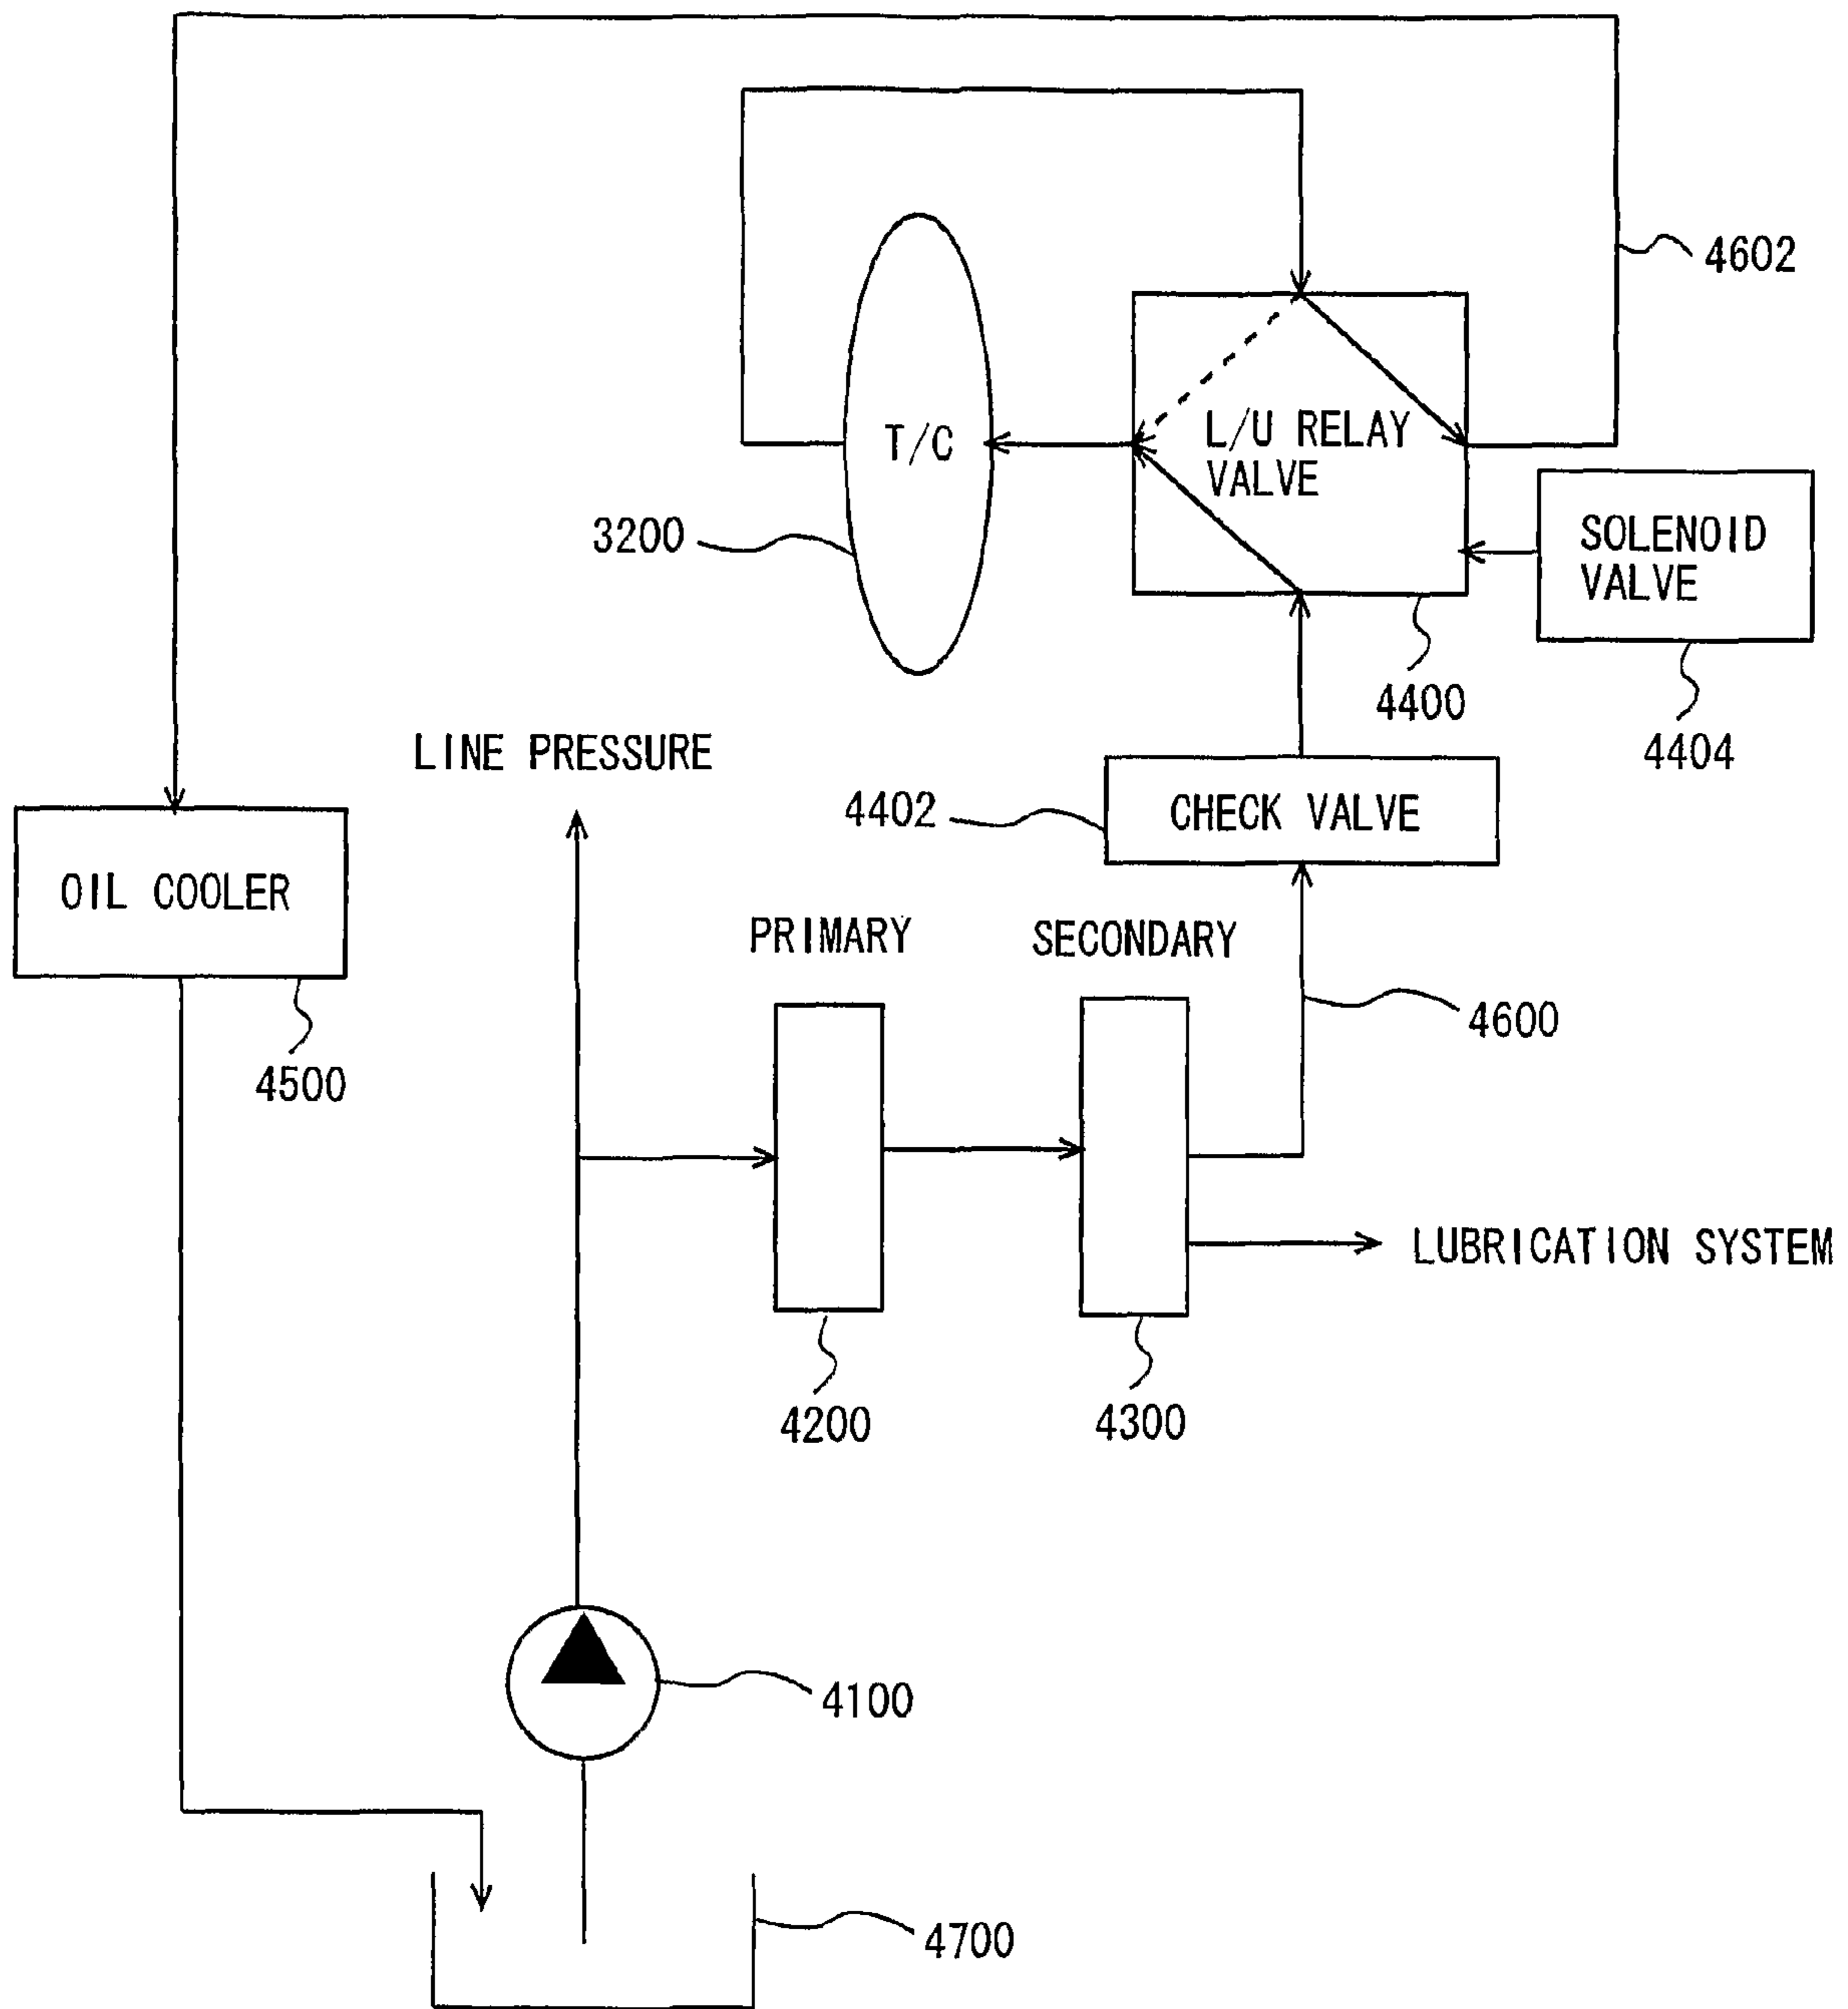 4602
T/C
L/U RELAY
VALVE
3200
SOLENOID
VALVE
4400
4404
LINE PRESSURE
4402
CHECK VALVE
OIL COOLER
PRIMARY
SECONDARY
4600
4500
LUBRICATION SYSTEM
4200
4300
4100
4700